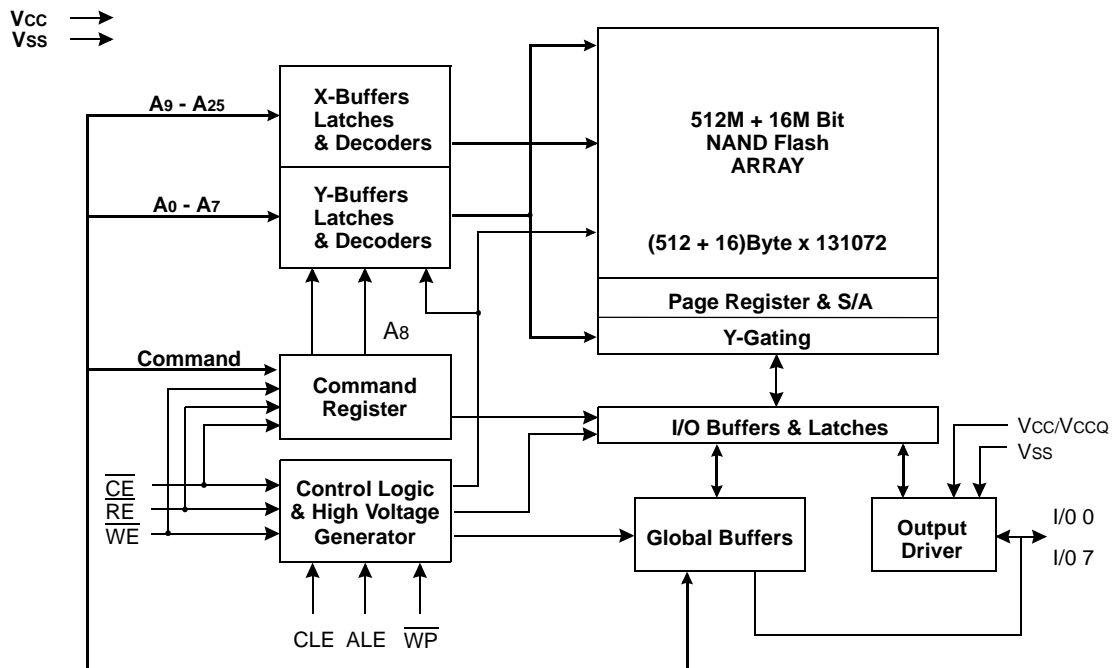 VCC
VSS
A9 - A25
X-Buffers
Latches
& Decoders
512M + 16M Bit
NAND Flash
ARRAY
(512 + 16)Byte x 131072
A0 - A7
Y-Buffers
Latches
& Decoders
Page Register & S/A
Y-Gating
A8
Command
Command
Register
I/O Buffers & Latches
VCC/VCCQ
VSS
CE
RE
WE
Control Logic
& High Voltage
Generator
Global Buffers
Output
Driver
I/0 0
I/0 7
CLE
ALE
WP